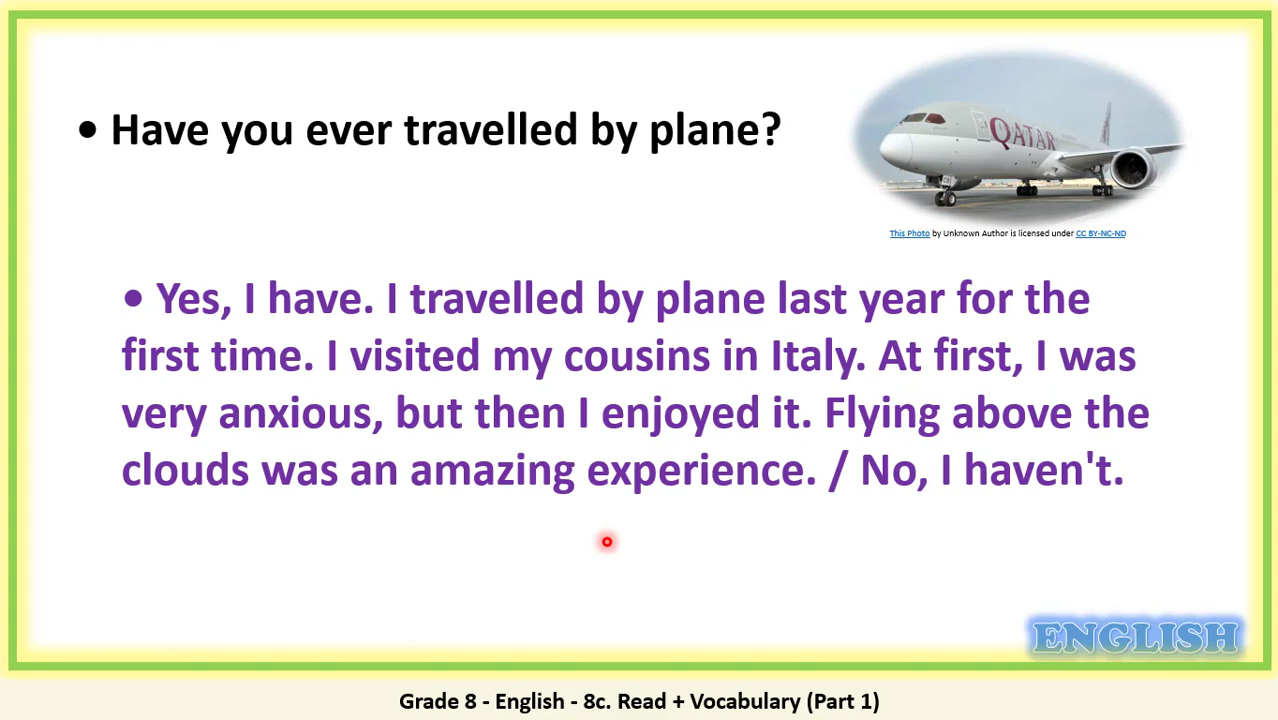 • Have you ever travelled by plane?
QATAR
This Photo by Unknown Author is licensed under CC BY-NC-ND
• Yes, I have. I travelled by plane last year for the
first time. I visited my cousins in Italy. At first, I was
very anxious, but then I enjoyed it. Flying above the
clouds was an amazing experience. / No, I haven't.
ENGLISH
Grade 8 - English - 8c. Read + Vocabulary (Part 1)